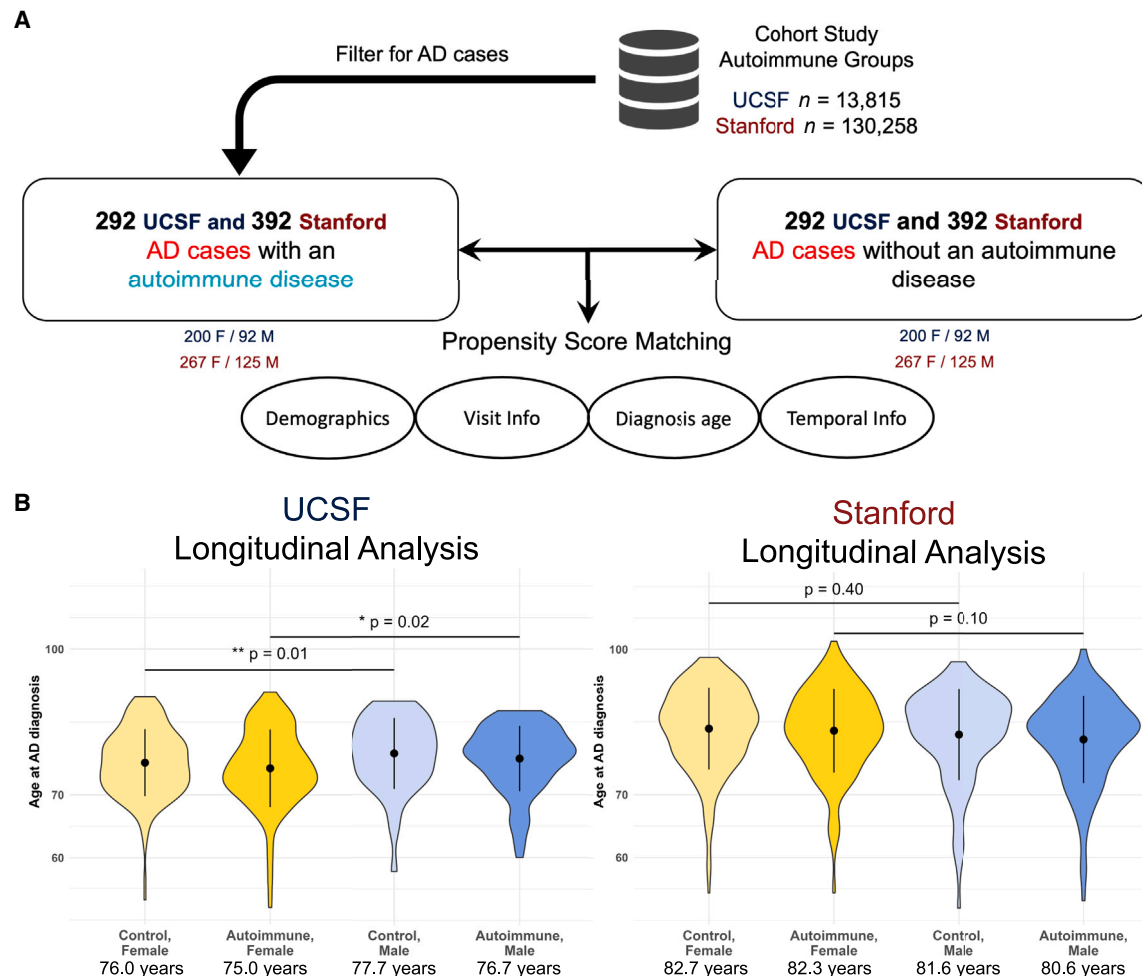 A
Filter for AD cases
Cohort Study
Autoimmune Groups
UCSF n = 13,815
Stanford n = 130,258
292 UCSF and 392 Stanford
AD cases with an
autoimmune disease
292 UCSF and 392 Stanford
AD cases without an autoimmune
disease
200 F / 92 M
267 F / 125 M
200 F / 92 M
267 F / 125 M
Propensity Score Matching
Demographics
Visit Info
Diagnosis age
Temporal Info
B
UCSF
Longitudinal Analysis
Age at AD diagnosis
100
70
60
* p = 0.02
** p = 0.01
Control,
Female
76.0 years
Autoimmune,
Female
75.0 years
Control,
Male
77.7 years
Autoimmune,
Male
76.7 years
Stanford
Longitudinal Analysis
Age at AD diagnosis
100
70
60
p = 0.40
p = 0.10
Control,
Female
82.7 years
Autoimmune,
Female
82.3 years
Control,
Male
81.6 years
Autoimmune,
Male
80.6 years